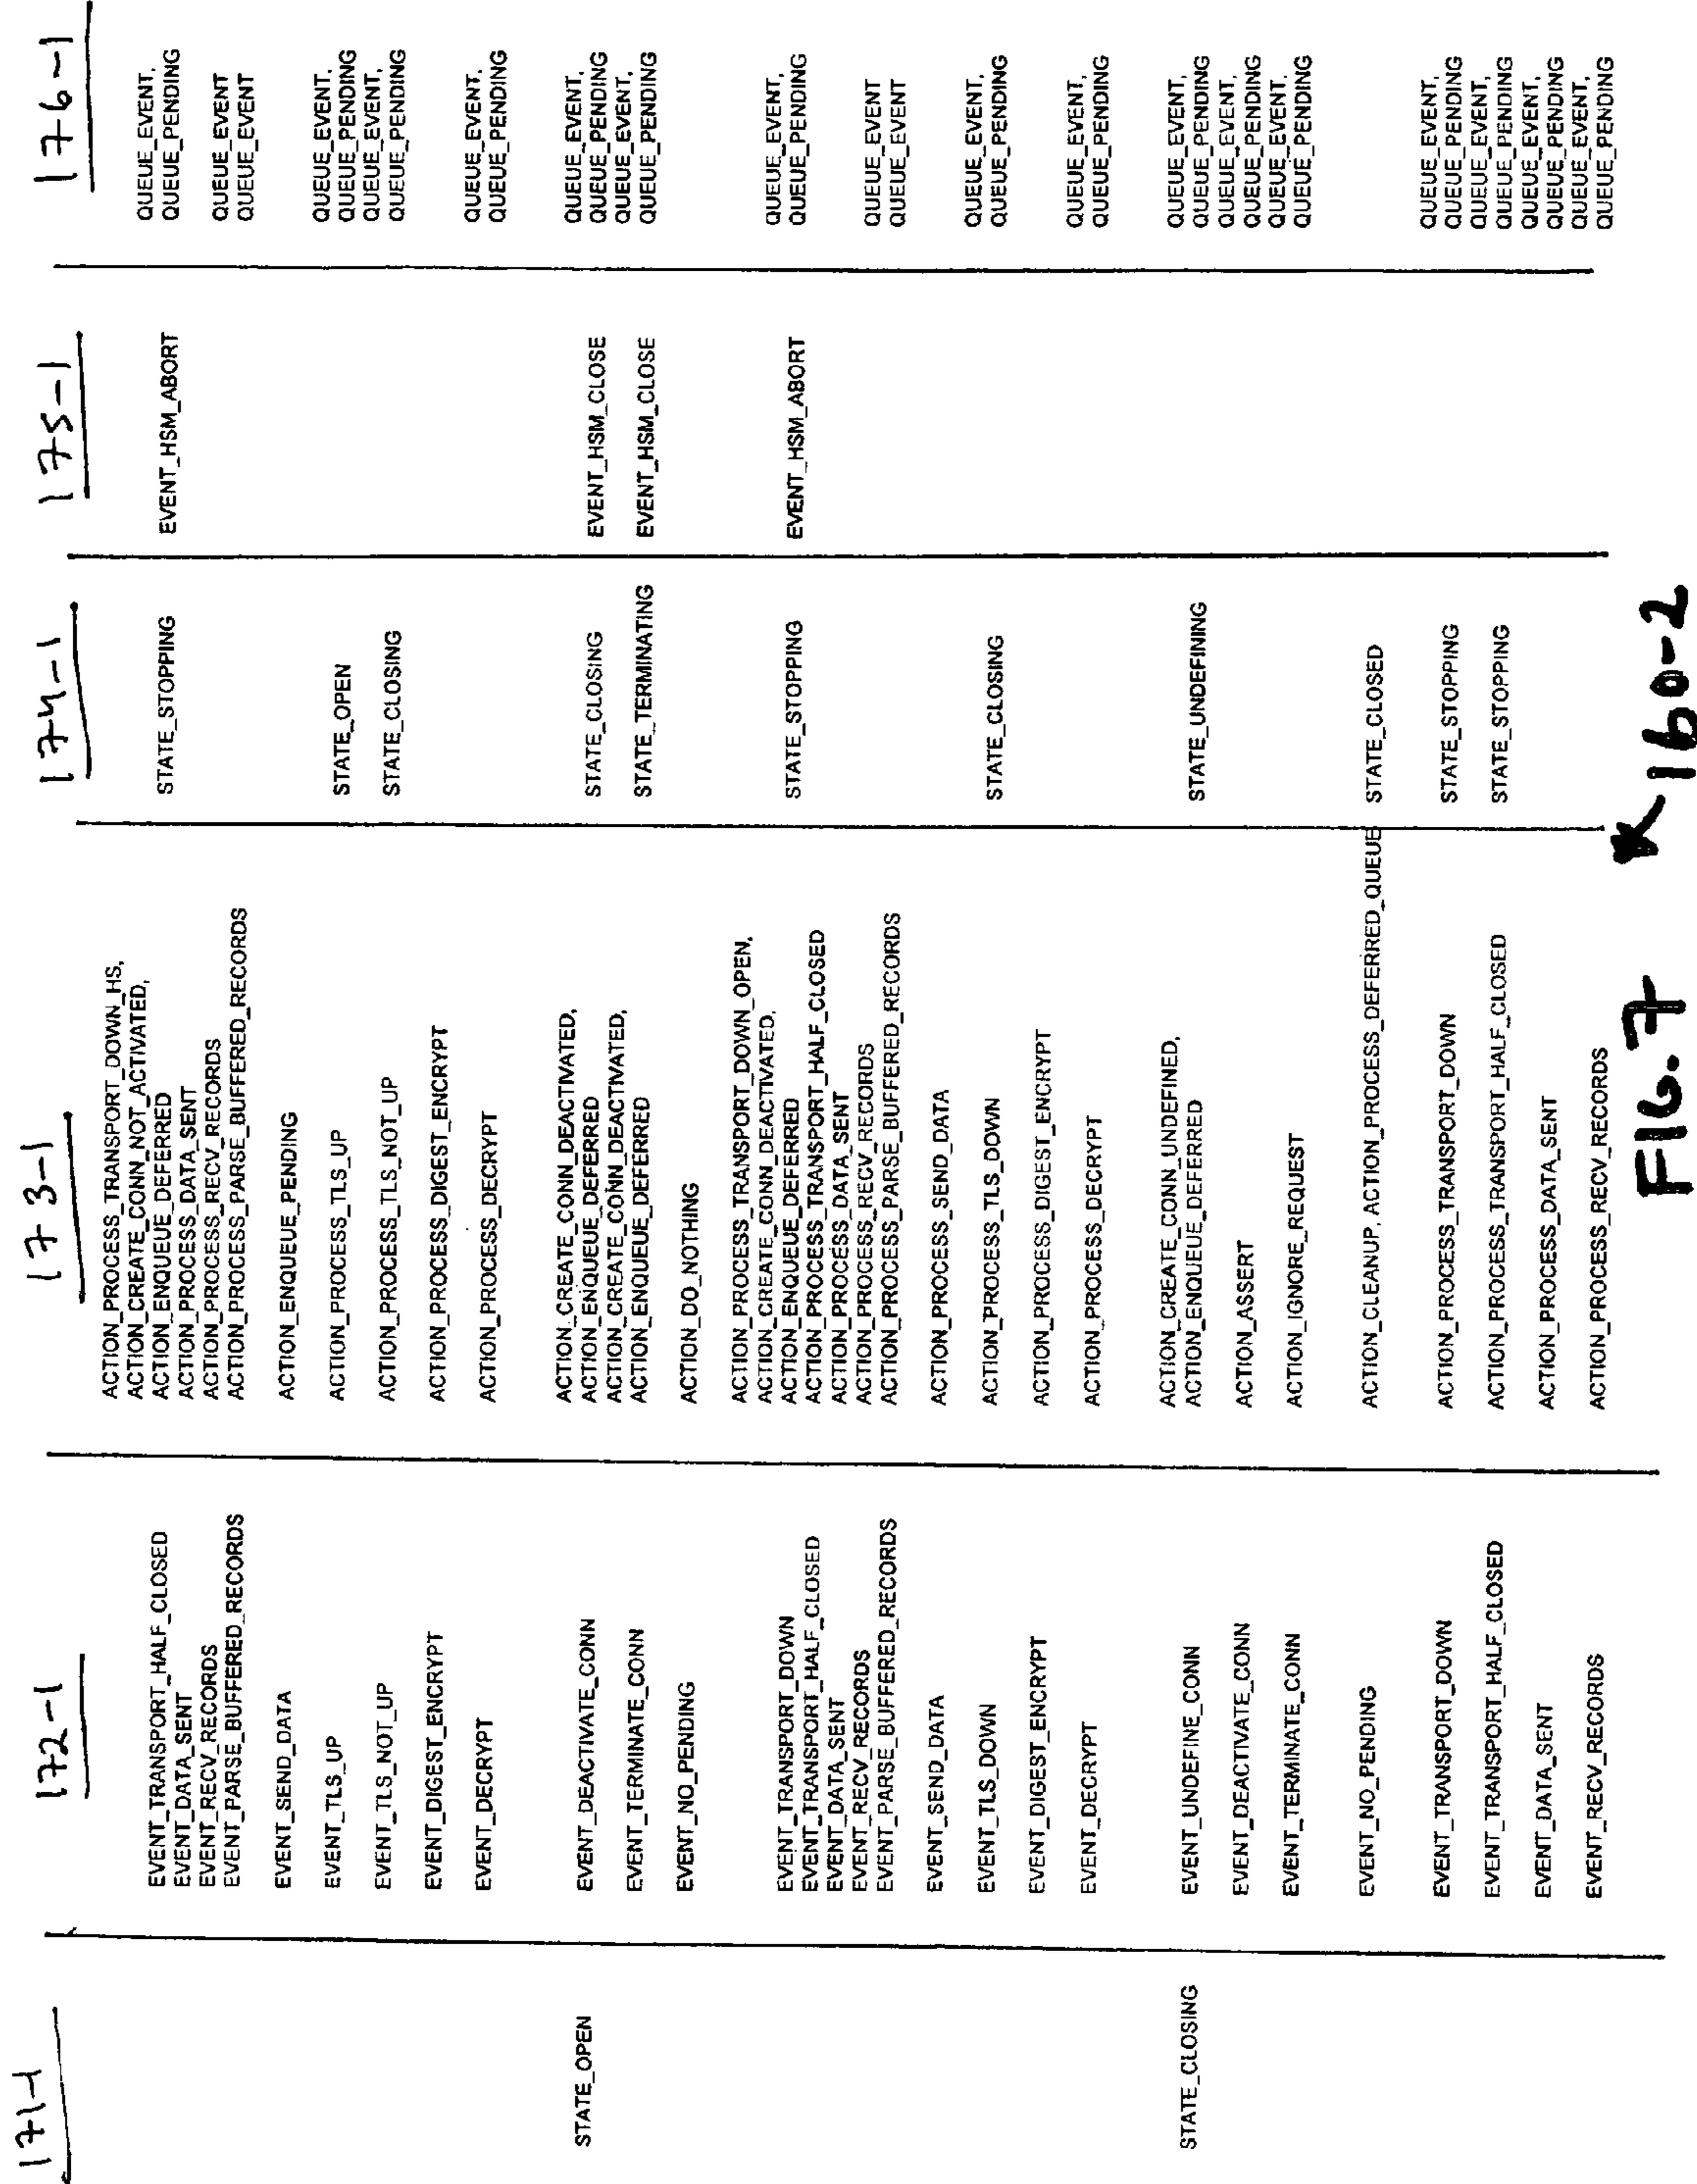 171-1 172-1 173-1 174-1 175-1 176-1
ACTION_PROCESS_TRANSPORT_DOWN_HS,
ACTION_CREATE_CONN_NOT_ACTIVATED, QUEUE_EVENT,
EVENT_TRANSPORT_HALF_CLOSED ACTION_ENQUEUE_DEFERRED STATE_STOPPING EVENT_HSM_ABORT QUEUE_PENDING
EVENT_DATA_SENT ACTION_PROCESS_DATA_SENT
EVENT_RECV_RECORDS ACTION_PROCESS_RECV_RECORDS QUEUE_EVENT
EVENT_PARSE_BUFFERED_RECORDS ACTION_PROCESS_PARSE_BUFFERED_RECORDS QUEUE_EVENT
EVENT_SEND_DATA ACTION_ENQUEUE_PENDING
QUEUE_EVENT,
EVENT_TLS_UP ACTION_PROCESS_TLS_UP STATE_OPEN QUEUE_PENDING
QUEUE_EVENT,
EVENT_TLS_NOT_UP ACTION_PROCESS_TLS_NOT_UP STATE_CLOSING QUEUE_PENDING
EVENT_DIGEST_ENCRYPT ACTION_PROCESS_DIGEST_ENCRYPT
QUEUE_EVENT,
EVENT_DECRYPT ACTION_PROCESS_DECRYPT QUEUE_PENDING
ACTION_CREATE_CONN_DEACTIVATED, QUEUE_EVENT,
STATE_OPEN EVENT_DEACTIVATE_CONN ACTION_ENQUEUE_DEFERRED STATE_CLOSING EVENT_HSM_CLOSE QUEUE_PENDING
ACTION_CREATE_CONN_DEACTIVATED, QUEUE_EVENT,
EVENT_TERMINATE_CONN ACTION_ENQUEUE_DEFERRED STATE_TERMINATING EVENT_HSM_CLOSE QUEUE_PENDING
EVENT_NO_PENDING ACTION_DO_NOTHING
ACTION_PROCESS_TRANSPORT_DOWN_OPEN,
ACTION_CREATE_CONN_DEACTIVATED, QUEUE_EVENT,
EVENT_TRANSPORT_DOWN ACTION_ENQUEUE_DEFERRED STATE_STOPPING EVENT_HSM_ABORT QUEUE_PENDING
EVENT_TRANSPORT_HALF_CLOSED ACTION_PROCESS_TRANSPORT_HALF_CLOSED
EVENT_DATA_SENT ACTION_PROCESS_DATA_SENT
EVENT_RECV_RECORDS ACTION_PROCESS_RECV_RECORDS QUEUE_EVENT
EVENT_PARSE_BUFFERED_RECORDS ACTION_PROCESS_PARSE_BUFFERED_RECORDS QUEUE_EVENT
EVENT_SEND_DATA ACTION_PROCESS_SEND_DATA
QUEUE_EVENT,
EVENT_TLS_DOWN ACTION_PROCESS_TLS_DOWN STATE_CLOSING QUEUE_PENDING
EVENT_DIGEST_ENCRYPT ACTION_PROCESS_DIGEST_ENCRYPT
QUEUE_EVENT,
EVENT_DECRYPT ACTION_PROCESS_DECRYPT QUEUE_PENDING
ACTION_CREATE_CONN_UNDEFINED, QUEUE_EVENT,
STATE_CLOSING EVENT_UNDEFINE_CONN ACTION_ENQUEUE_DEFERRED STATE_UNDEFINING QUEUE_PENDING
QUEUE_EVENT,
EVENT_DEACTIVATE_CONN ACTION_ASSERT QUEUE_PENDING
QUEUE_EVENT,
EVENT_TERMINATE_CONN ACTION_IGNORE_REQUEST QUEUE_PENDING
EVENT_NO_PENDING ACTION_CLEANUP, ACTION_PROCESS_DEFERRED_QUEUE STATE_CLOSED
QUEUE_EVENT,
EVENT_TRANSPORT_DOWN ACTION_PROCESS_TRANSPORT_DOWN STATE_STOPPING QUEUE_PENDING
QUEUE_EVENT,
EVENT_TRANSPORT_HALF_CLOSED ACTION_PROCESS_TRANSPORT_HALF_CLOSED STATE_STOPPING QUEUE_PENDING
QUEUE_EVENT,
EVENT_DATA_SENT ACTION_PROCESS_DATA_SENT QUEUE_PENDING
QUEUE_EVENT,
EVENT_RECV_RECORDS ACTION_PROCESS_RECV_RECORDS QUEUE_PENDING
FIG. 7 160-2